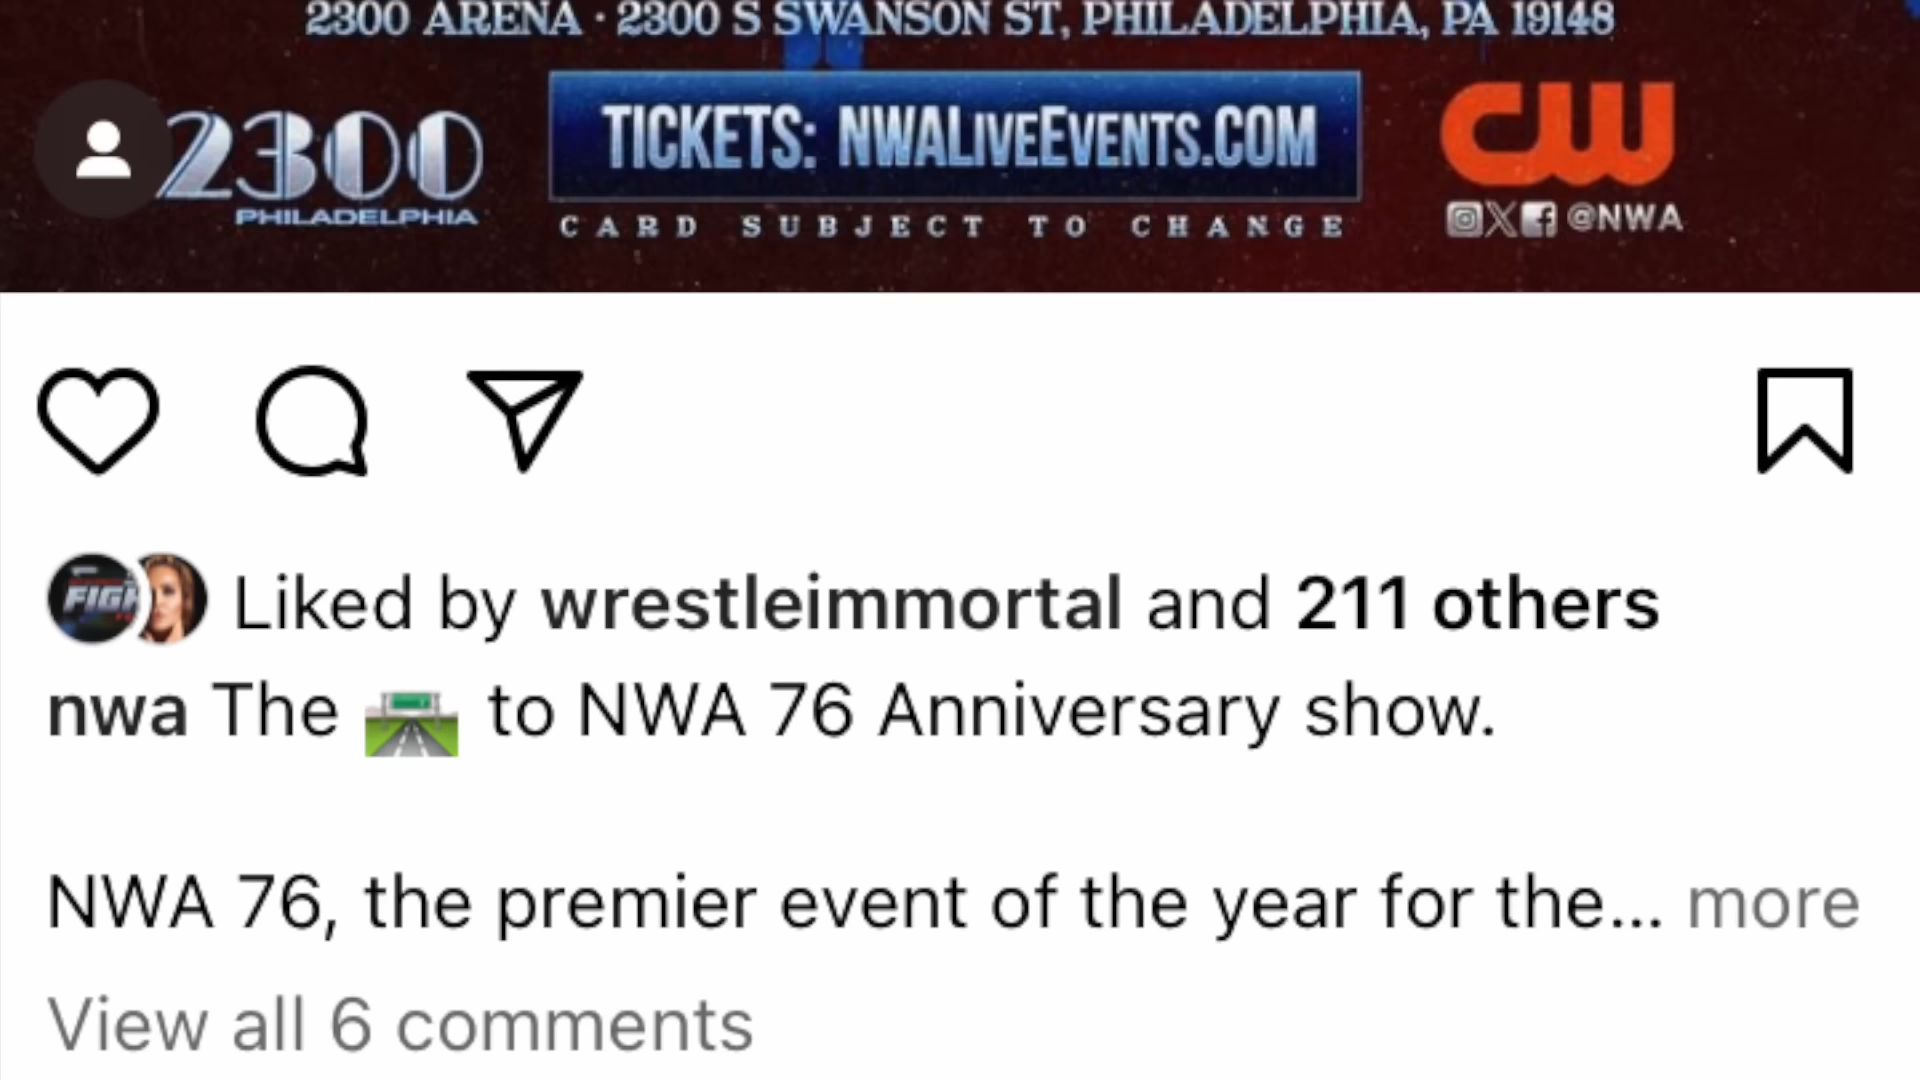 2300 ARENA · 2300 S SWANSON ST, PHILADELPHIA, PA 19148
2300
PHILADELPHIA
TICKETS: NWALIVEEVENTS.COM
CARD SUBJECT TO CHANGE
CW
@NWA
FIGH
Liked by wrestleimmortal and 211 others
nwa The 🛣️ to NWA 76 Anniversary show.
NWA 76, the premier event of the year for the... more
View all 6 comments